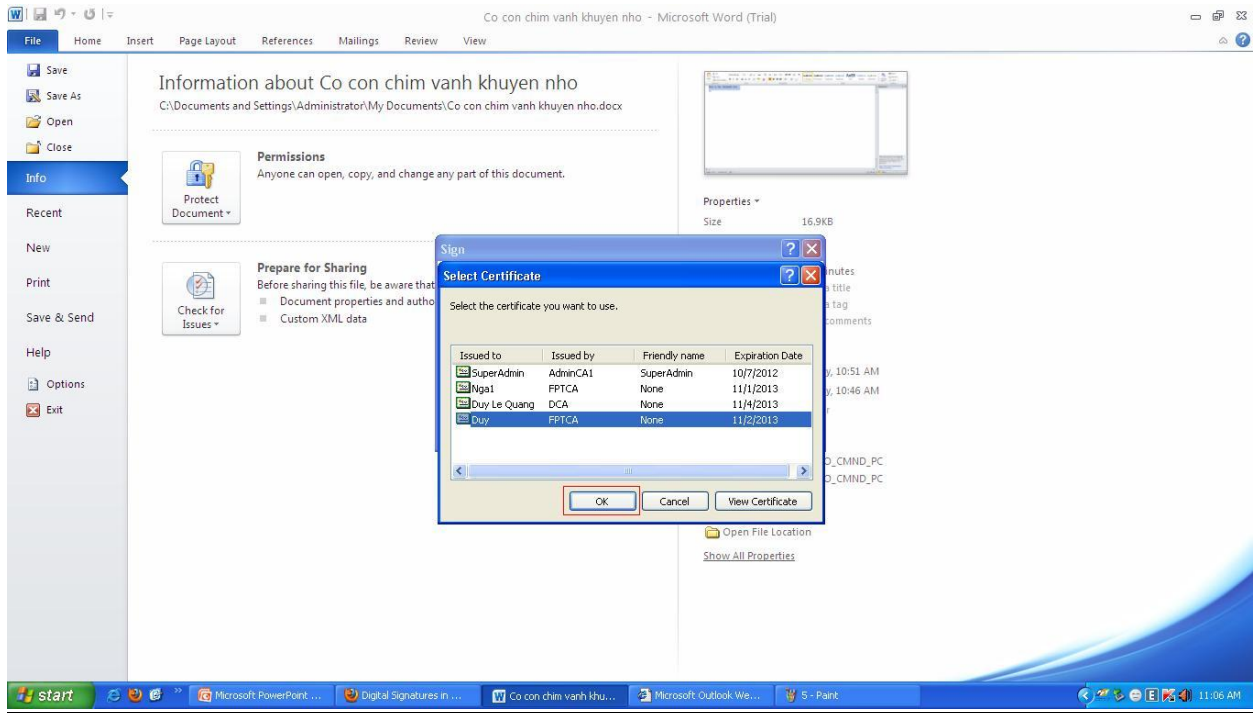 Co con chim vanh khuyen nho - Microsoft Word (Trial)
File Home Insert Page Layout References Mailings Review View
Save
Save As
Open
Close
Info
Recent
New
Print
Save & Send
Help
Options
Exit
Information about Co con chim vanh khuyen nho
C:\Documents and Settings\Administrator\My Documents\Co con chim vanh khuyen nho.docx
Permissions
Anyone can open, copy, and change any part of this document.
Protect
Document
Prepare for Sharing
Before sharing this file, be aware that
Document properties and autho
Custom XML data
Check for
Issues
Properties
Size 16.9KB
inutes
a title
a tag
comments
y, 10:51 AM
y, 10:46 AM
r
O_CMND_PC
O_CMND_PC
Open File Location
Show All Properties
Sign
Select Certificate
Select the certificate you want to use.
Issued to Issued by Friendly name Expiration Date
SuperAdmin AdminCA1 SuperAdmin 10/7/2012
Nga1 FPTCA None 11/1/2013
Duy Le Quang DCA None 11/4/2013
Duy FPTCA None 11/2/2013
OK Cancel View Certificate
start Microsoft PowerPoint ... Digital Signatures in ... Co con chim vanh khu... Microsoft Outlook We... 5 - Paint E 11:06 AM